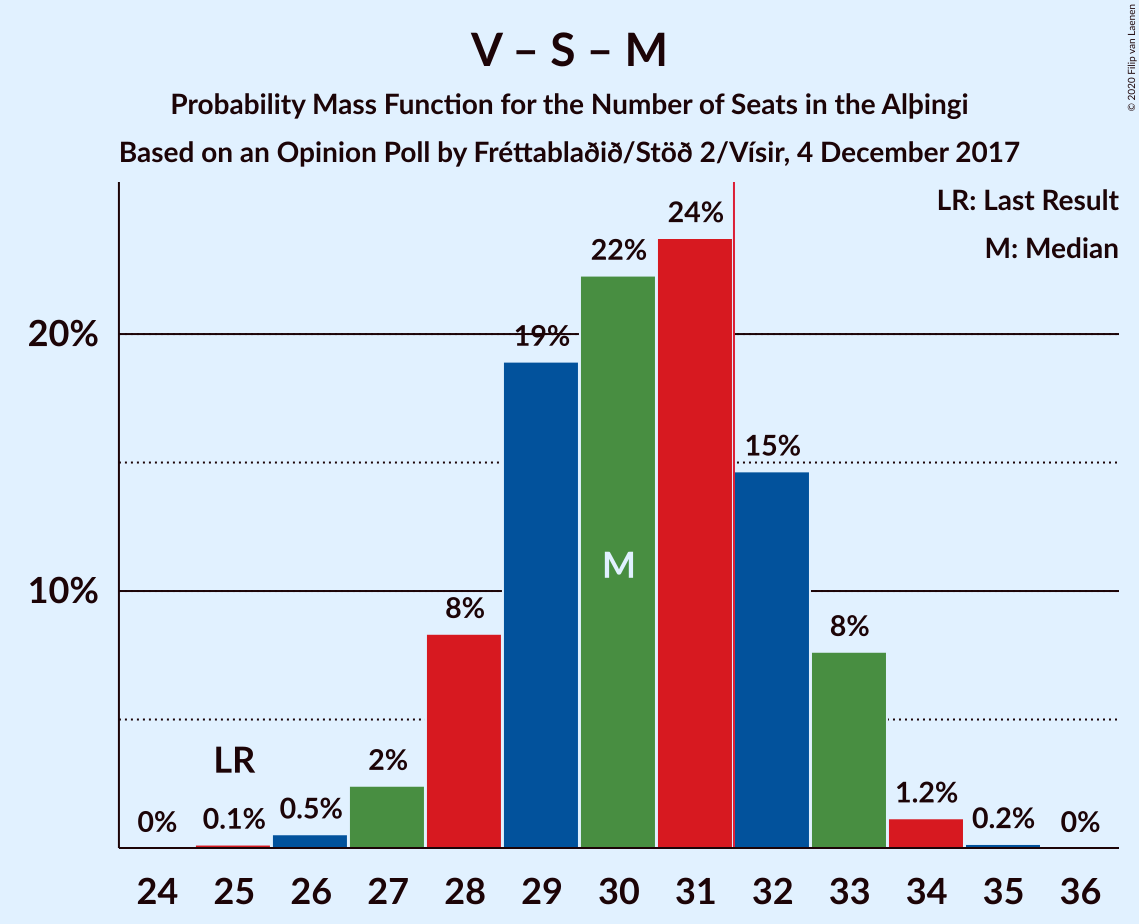 V – S – M
Probability Mass Function for the Number of Seats in the Alþingi
Based on an Opinion Poll by Fréttablaðið/Stöð 2/Vísir, 4 December 2017
© 2020 Filip van Laenen
LR: Last Result
M: Median
20%
10%
0%
0.1%
0.5%
2%
8%
19%
22%
24%
15%
8%
1.2%
0.2%
0%
LR
M
24 25 26 27 28 29 30 31 32 33 34 35 36